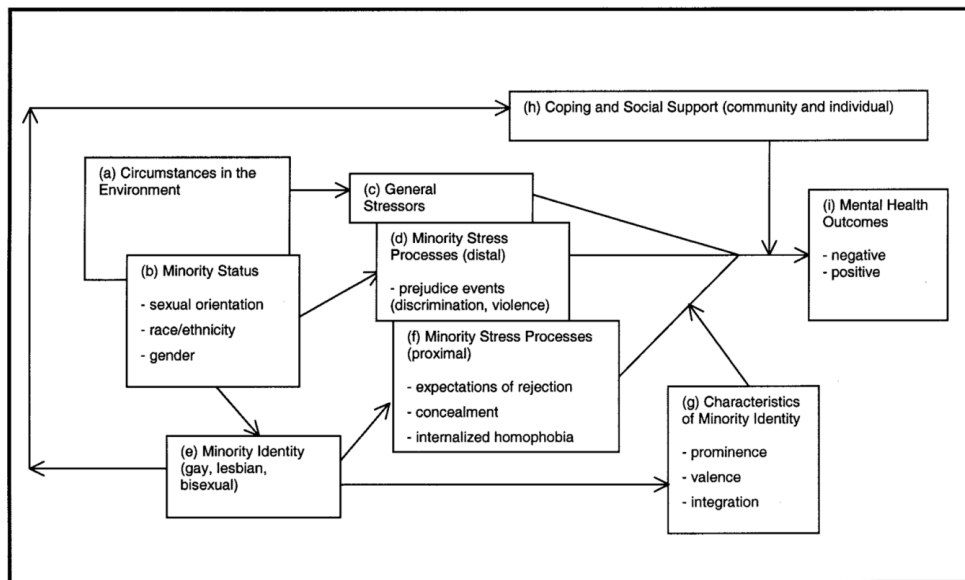 (h) Coping and Social Support (community and individual)
(a) Circumstances in the
Environment
(c) General
Stressors
(i) Mental Health
Outcomes
- negative
- positive
(d) Minority Stress
Processes (distal)
- prejudice events
(discrimination, violence)
(b) Minority Status
- sexual orientation
- race/ethnicity
- gender
(f) Minority Stress Processes
(proximal)
- expectations of rejection
- concealment
- internalized homophobia
(g) Characteristics
of Minority Identity
- prominence
- valence
- integration
(e) Minority Identity
(gay, lesbian,
bisexual)